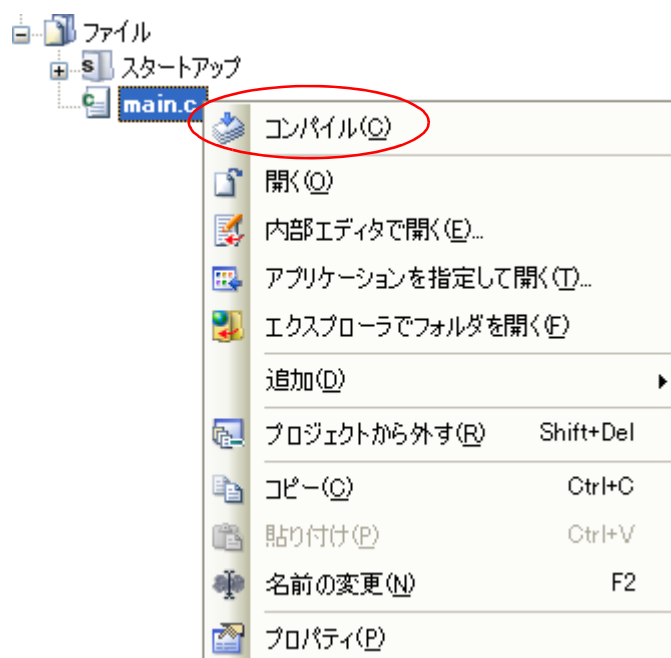 ファイル
スタートアップ
main.c
コンパイル(C)
開く(O)
内部エディタで開く(E)...
アプリケーションを指定して開く(T)...
エクスプローラでフォルダを開く(F)
追加(D)
プロジェクトから外す(R) Shift+Del
コピー(C) Ctrl+C
貼り付け(P) Ctrl+V
名前の変更(N) F2
プロパティ(P)